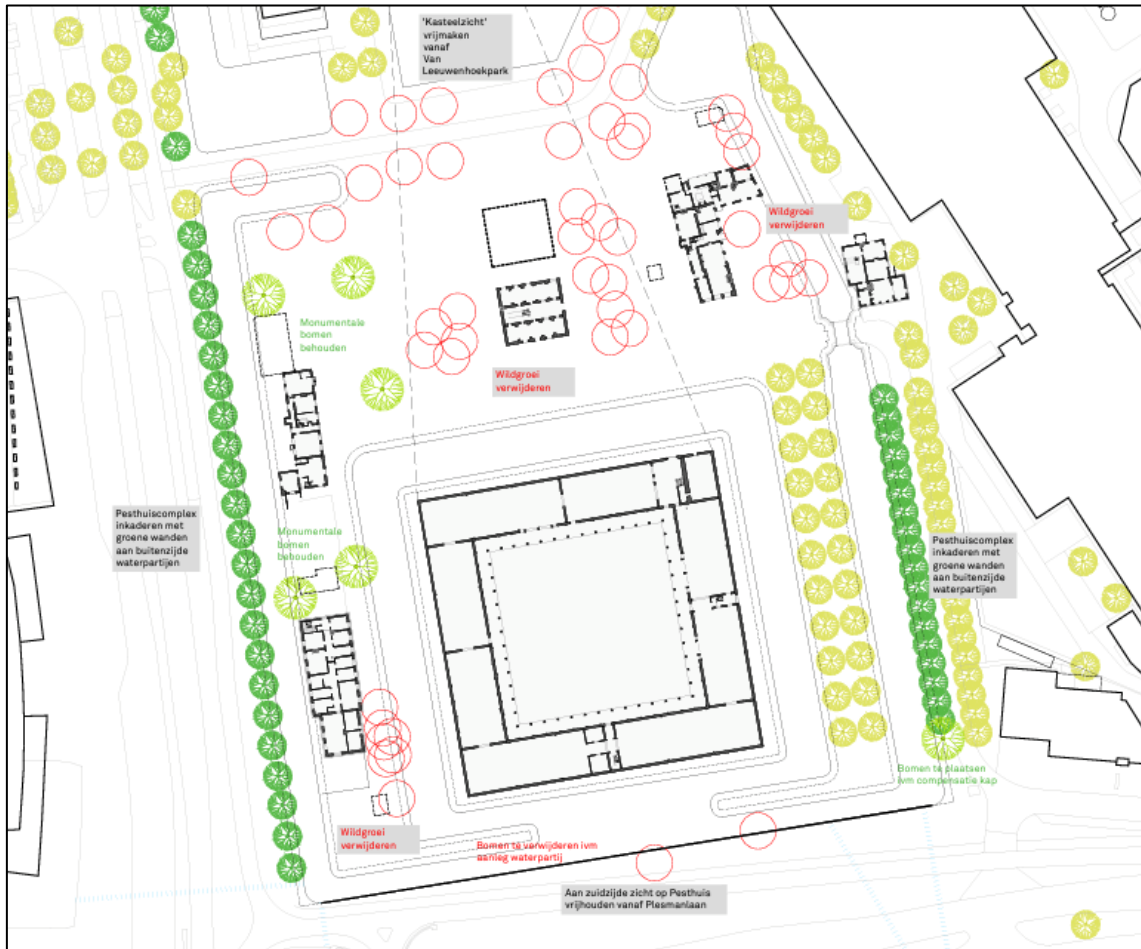 'Kasteelzicht'
vrijmaken
vanaf
Van
Leeuwenhoekpark
Wildgroei
verwijderen
Monumentale
bomen
behouden
Wildgroei
verwijderen
Pesthuiscomplex
inkaderen met
groene wanden
aan buitenzijde
waterpartijen
Monumentale
bomen
behouden
Pesthuiscomplex
inkaderen met
groene wanden
aan buitenzijde
waterpartijen
Bomen te plaatsen
ivm compensatie kap
Wildgroei
verwijderen
Bomen te verwijderen ivm
aanleg waterpartij
Aan zuidzijde zicht op Pesthuis
vrijhouden vanaf Plesmanlaan